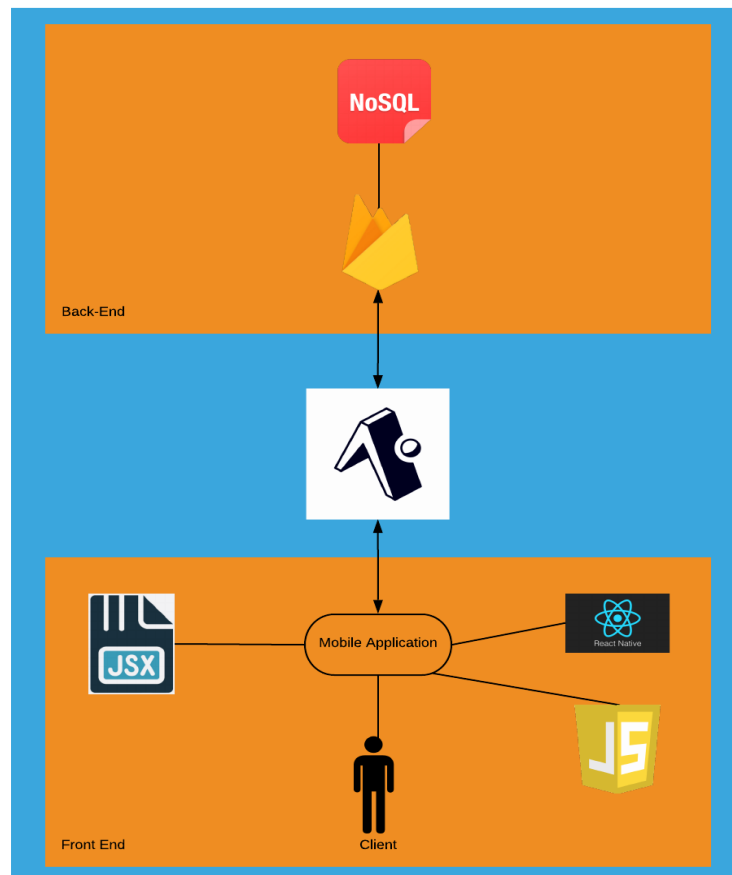 NoSQL
Back-End
JSX
Mobile Application
React Native
JS
Front End
Client